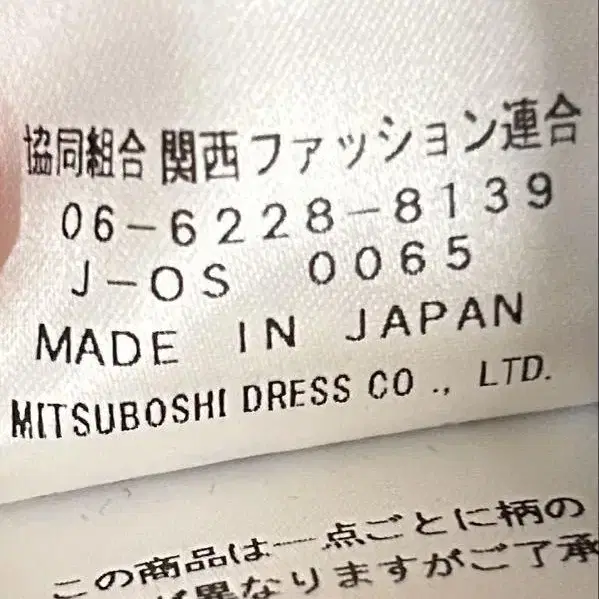 協同組合 関西ファッション連合
06-6228-8139
J-OS 0065
MADE IN JAPAN
MITSUBOSHI DRESS CO ., LTD.
この商品は一点ごとに柄の
異なりますがご了承